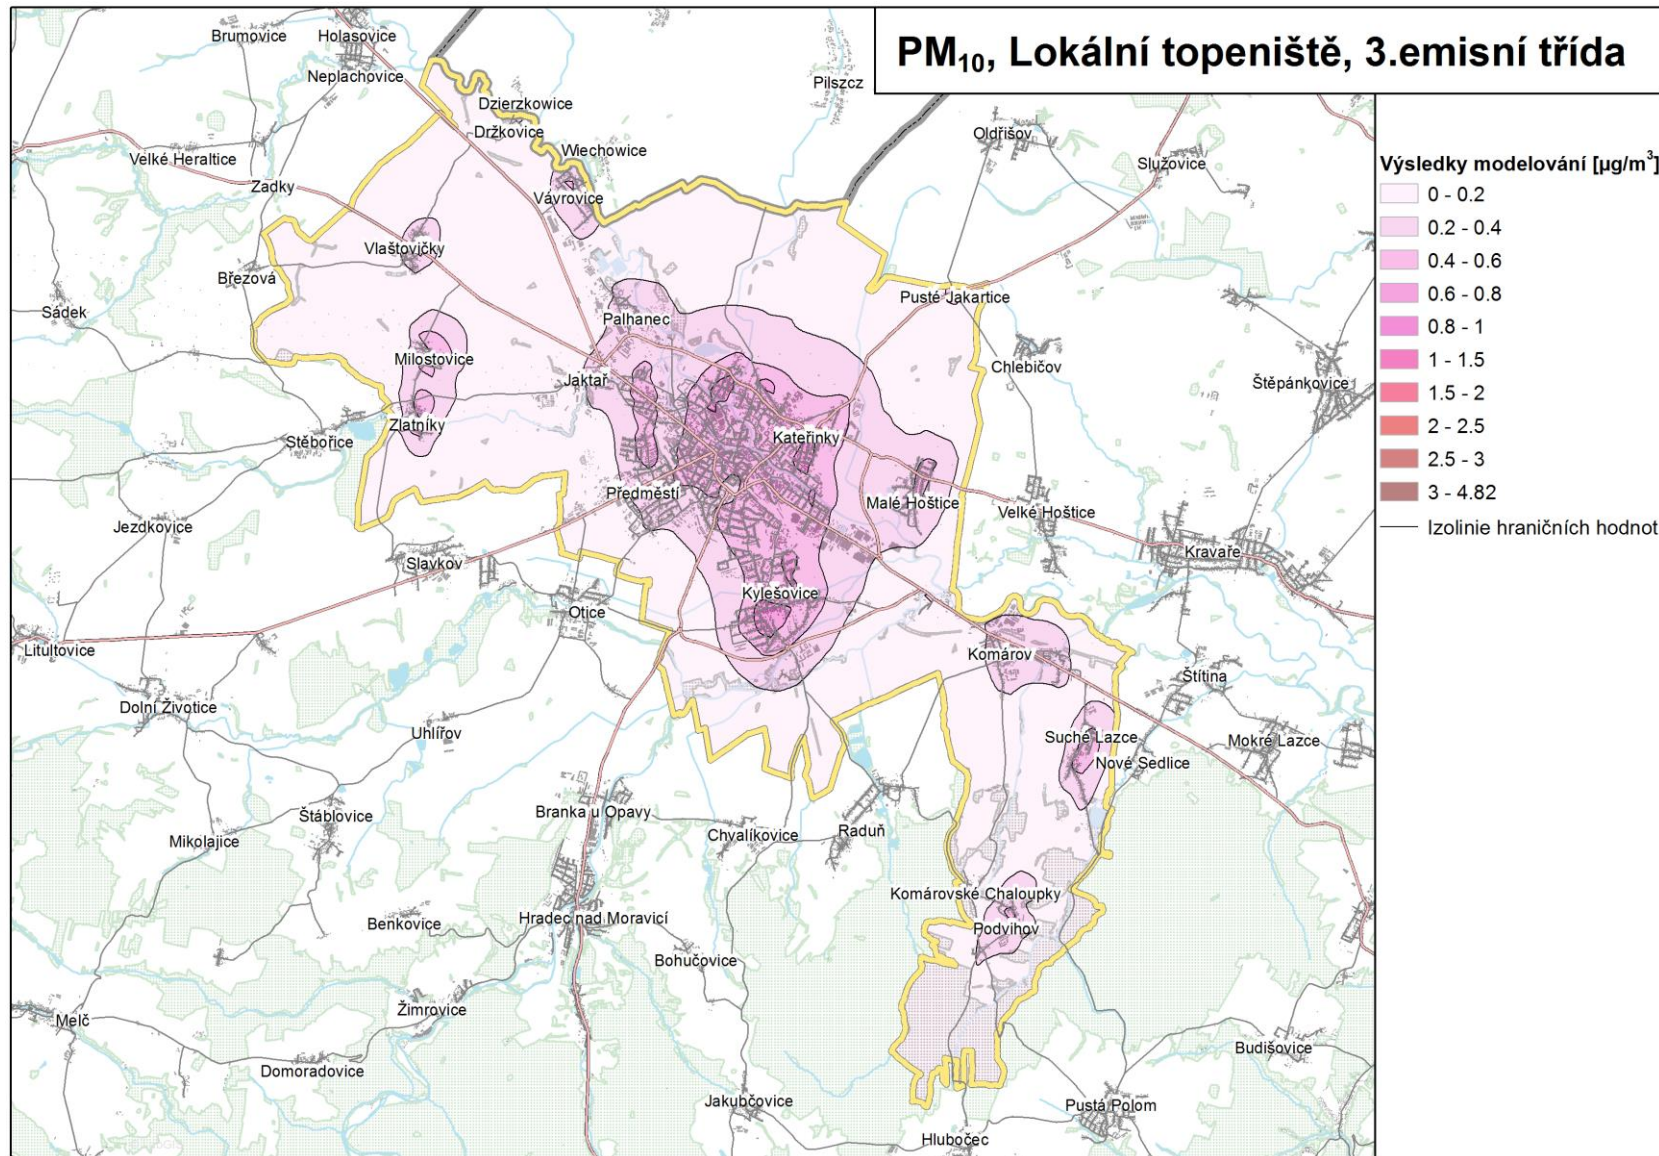 PM₁₀, Lokální topeniště, 3.emisní třída
Výsledky modelování [µg/m³]
0 - 0.2
0.2 - 0.4
0.4 - 0.6
0.6 - 0.8
0.8 - 1
1 - 1.5
1.5 - 2
2 - 2.5
2.5 - 3
3 - 4.82
Izolinie hraničních hodnot
Brumovice
Holasovice
Neplachovice
Pilszcz
Dzierzkowice
Držkovice
Oldřišov
Velké Heraltice
Wiechowice
Služovice
Zadky
Vávrovice
Vlaštovičky
Březová
Pusté Jakartice
Sádek
Palhanec
Milostovice
Chlebičov
Jaktař
Štěpánkovice
Zlatníky
Stěbořice
Kateřinky
Předměstí
Malé Hoštice
Velké Hoštice
Jezdkovice
Kravaře
Slavkov
Kylešovice
Otice
Litultovice
Komárov
Štítina
Dolní Životice
Uhlířov
Suché Lazce
Mokré Lazce
Nové Sedlice
Branka u Opavy
Štáblovice
Chvalíkovice
Raduň
Mikolajice
Komárovské Chaloupky
Benkovice
Hradec nad Moravicí
Podvihov
Bohučovice
Žimrovice
Melč
Budišovice
Domoradovice
Jakubčovice
Pustá Polom
Hlubočec